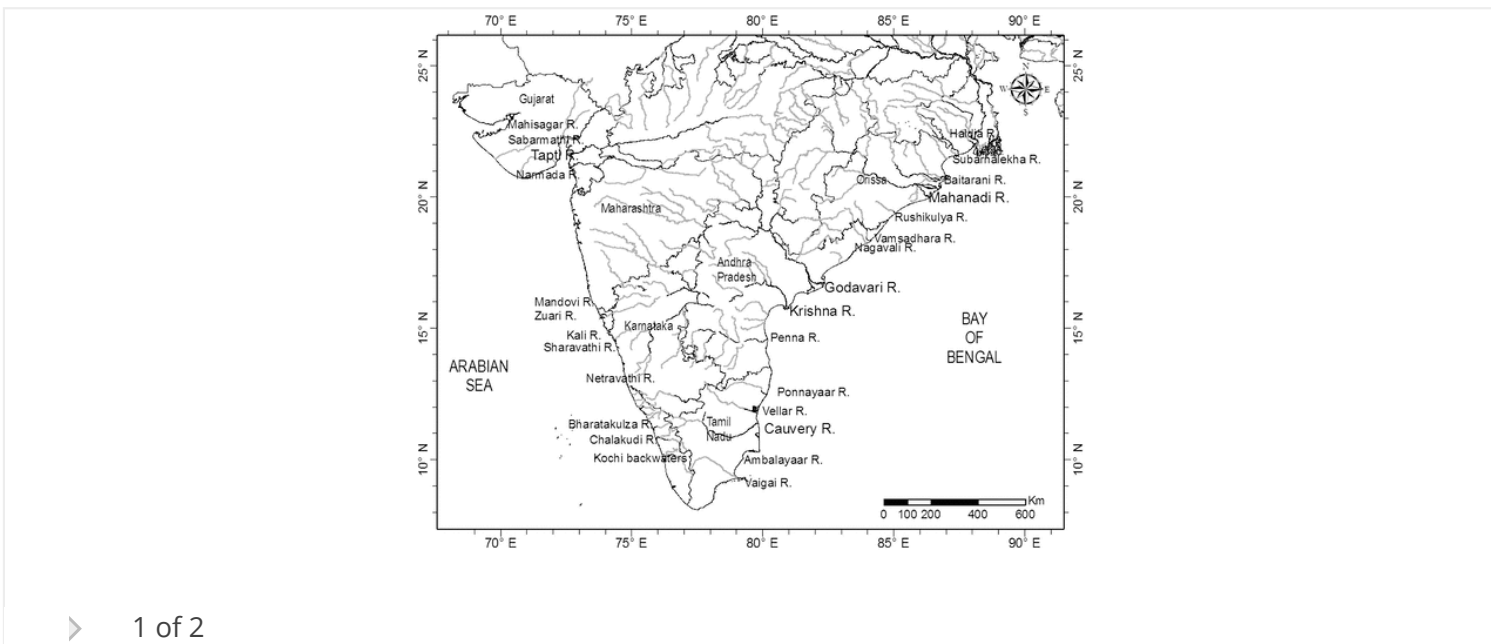 70° E 75° E 80° E 85° E 90° E
25° N
25° N
N
W E
S
Gujarat
Mahisagar R.
Sabarmathi R.
Tapti R.
Narmada R.
Haldia R.
Subarnalekha R.
Orissa
Baitarani R.
Mahanadi R.
20° N
20° N
Maharashtra
Rushikulya R.
Vamsadhara R.
Nagavali R.
Andhra
Pradesh
Godavari R.
Mandovi R.
Zuari R.
Krishna R.
BAY
OF
BENGAL
15° N
15° N
Karnataka
Kali R.
Sharavathi R.
Penna R.
ARABIAN
SEA
Netravathi R.
Ponnayaar R.
Vellar R.
Bharatakulza R.
Tamil
Nadu
Cauvery R.
Chalakudi R.
Kochi backwaters
Ambalayaar R.
10° N
10° N
Vaigai R.
Km
0 100 200 400 600
70° E 75° E 80° E 85° E 90° E
1 of 2